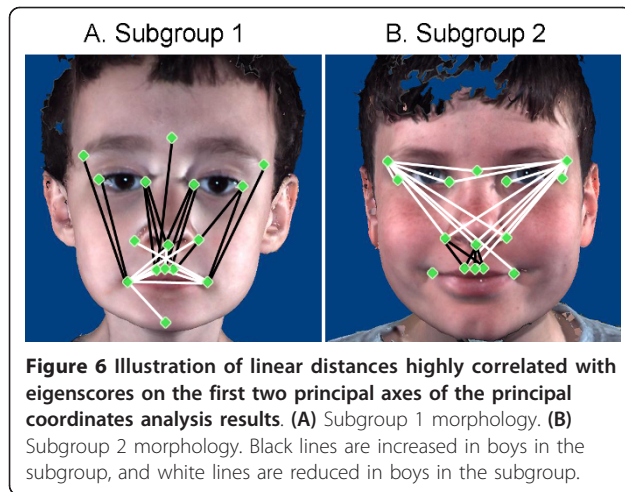 A. Subgroup 1 B. Subgroup 2
Figure 6 Illustration of linear distances highly correlated with
eigenscores on the first two principal axes of the principal
coordinates analysis results. (A) Subgroup 1 morphology. (B)
Subgroup 2 morphology. Black lines are increased in boys in the
subgroup, and white lines are reduced in boys in the subgroup.